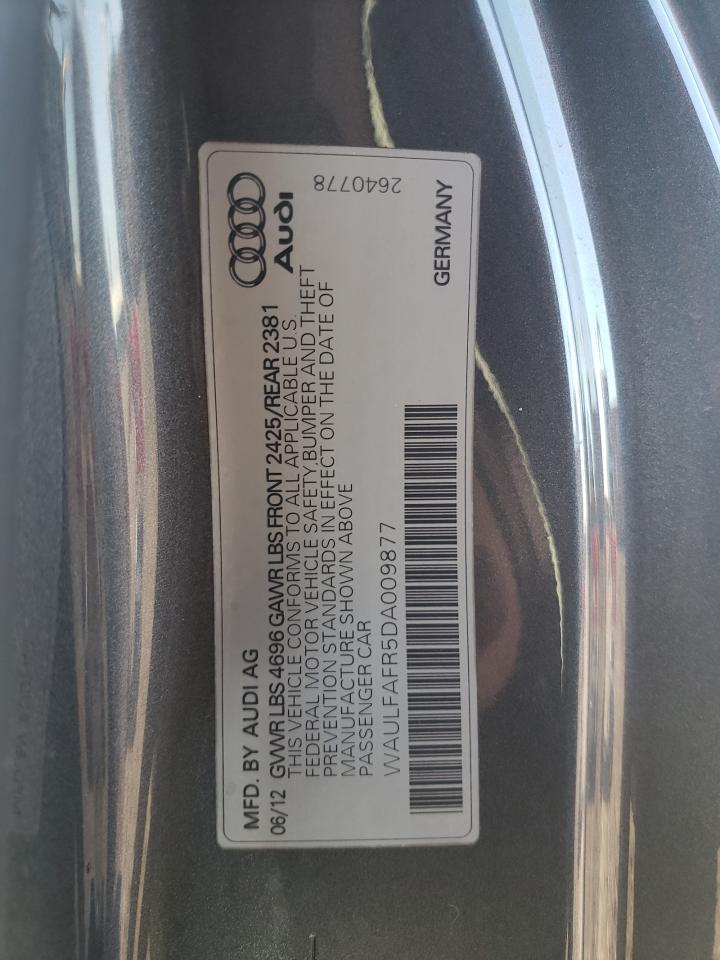 MFD. BY AUDI AG
06/12 GVWR LBS 4696 GAWR LBS FRONT 2425/REAR 2381
THIS VEHICLE CONFORMS TO ALL APPLICABLE U.S.
FEDERAL MOTOR VEHICLE SAFETY,BUMPER AND THEFT
PREVENTION STANDARDS IN EFFECT ON THE DATE OF
MANUFACTURE SHOWN ABOVE
PASSENGER CAR
WAULFAFR5DA009877
Audi
2640778
GERMANY